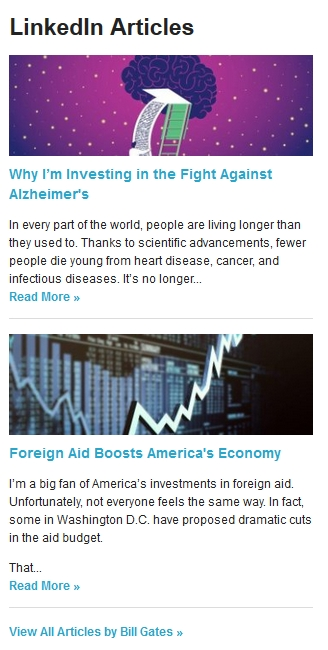 LinkedIn Articles
Why I’m Investing in the Fight Against
Alzheimer's
In every part of the world, people are living longer than
they used to. Thanks to scientific advancements, fewer
people die young from heart disease, cancer, and
infectious diseases. It’s no longer...
Read More »
Foreign Aid Boosts America's Economy
I’m a big fan of America’s investments in foreign aid.
Unfortunately, not everyone feels the same way. In fact,
some in Washington D.C. have proposed dramatic cuts
in the aid budget.
That...
Read More »
View All Articles by Bill Gates »